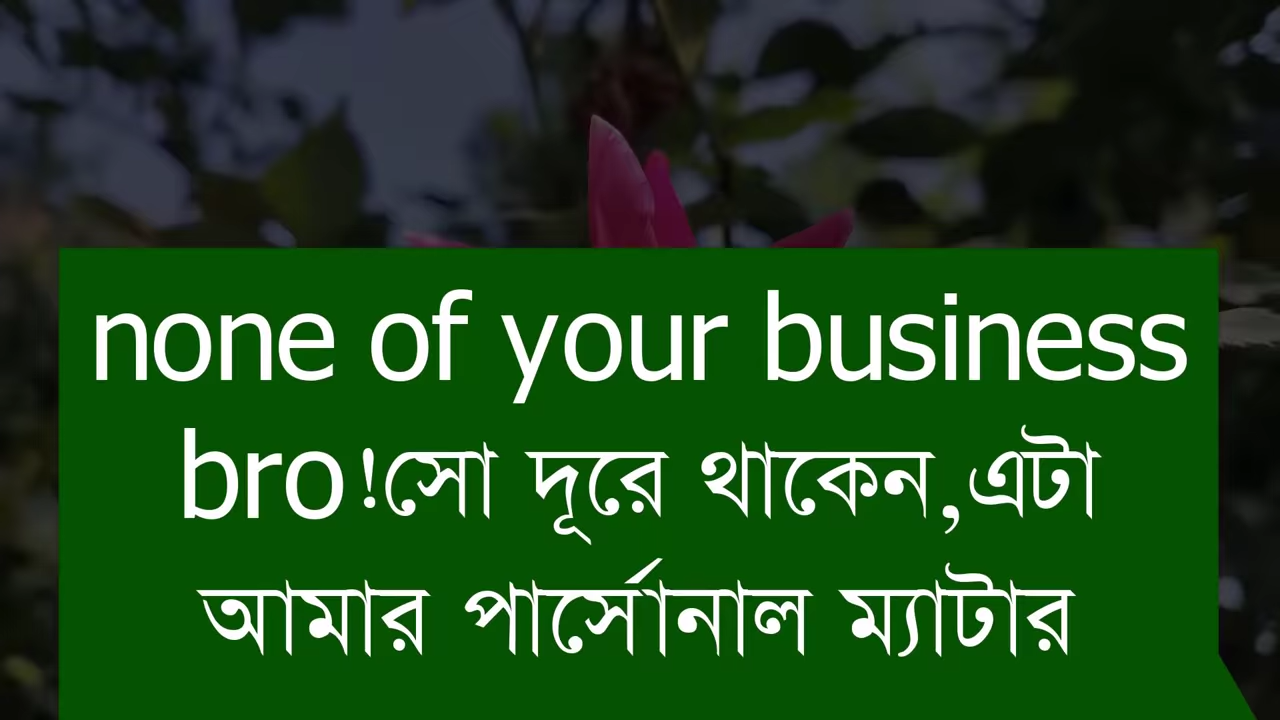 none of your business
bro!সো দূরে থাকেন,এটা
আমার পার্সোনাল ম্যাটার